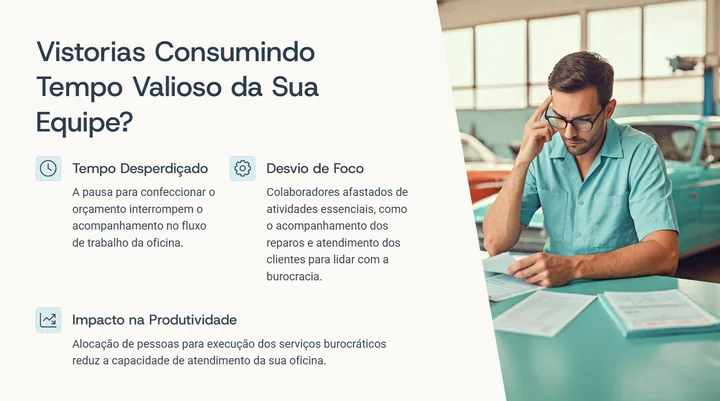 Vistorias Consumindo
Tempo Valioso da Sua
Equipe?
Tempo Desperdiçado
A pausa para confeccionar o
orçamento interrompem o
acompanhamento no fluxo
de trabalho da oficina.
Desvio de Foco
Colaboradores afastados de
atividades essenciais, como
o acompanhamento dos
reparos e atendimento dos
clientes para lidar com a
burocracia.
Impacto na Produtividade
Alocação de pessoas para execução dos serviços burocráticos
reduz a capacidade de atendimento da sua oficina.